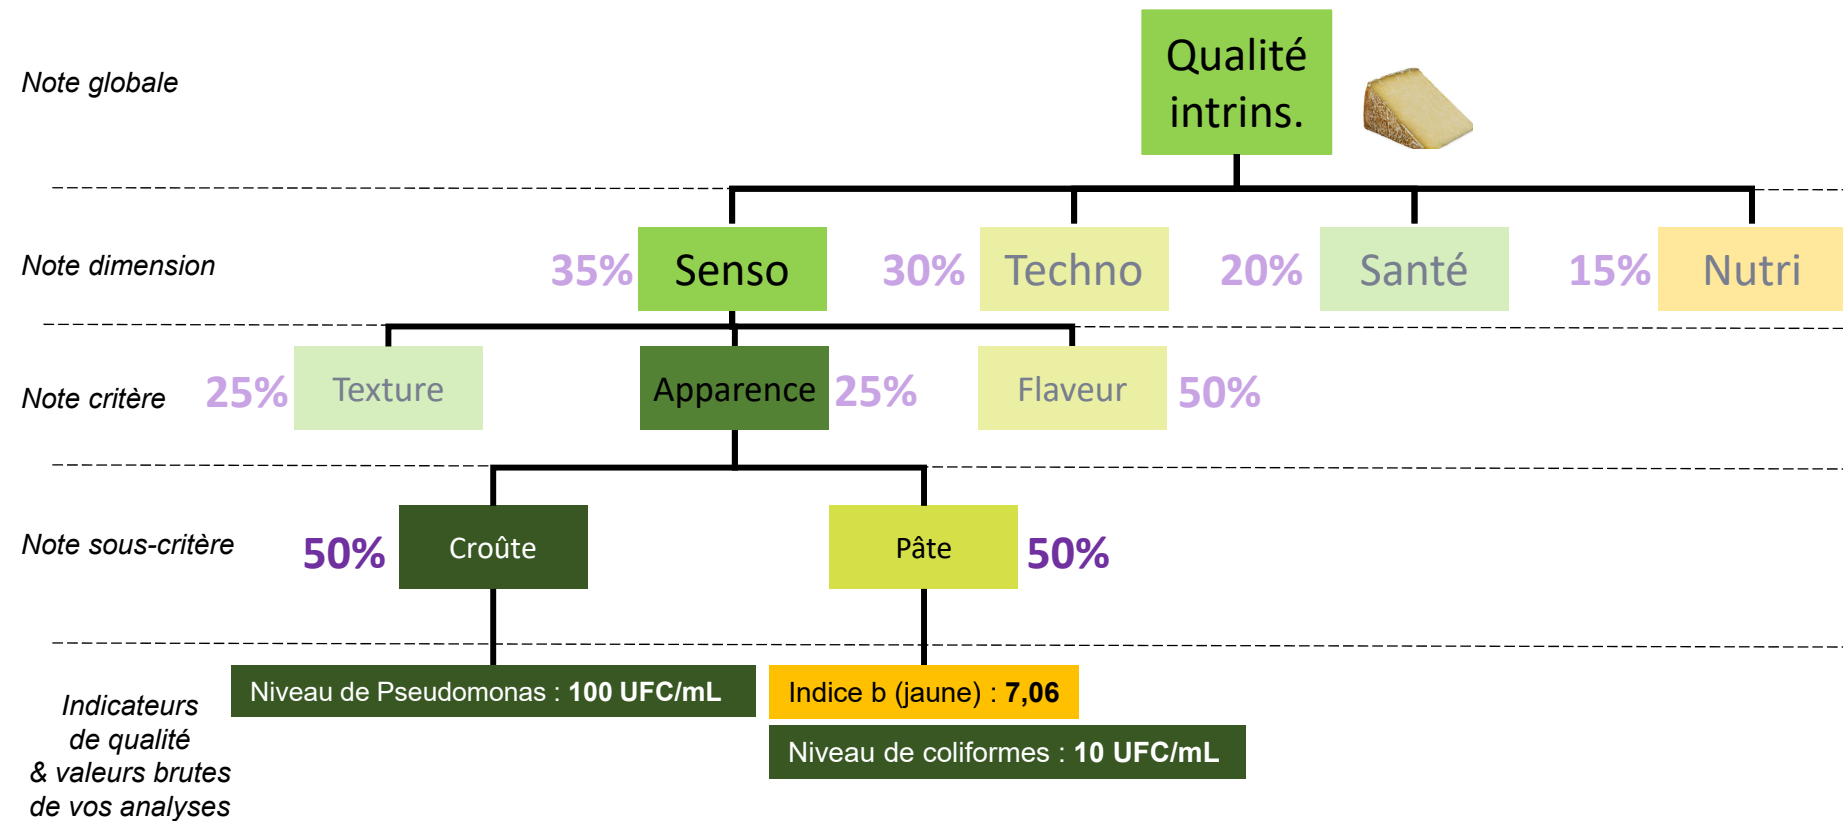 Note globale
Qualité
intrins.
Note dimension
35%
Senso
30%
Techno
20%
Santé
15%
Nutri
Note critère
25%
Texture
Apparence
25%
Flaveur
50%
Note sous-critère
50%
Croûte
Pâte
50%
Indicateurs
de qualité
& valeurs brutes
de vos analyses
Niveau de Pseudomonas : 100 UFC/mL
Indice b (jaune) : 7,06
Niveau de coliformes : 10 UFC/mL